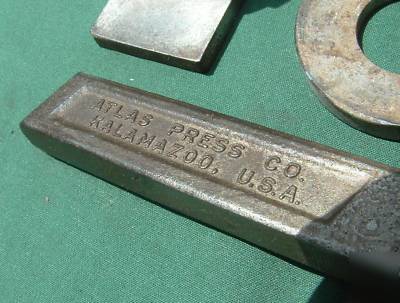 ATLAS PRESS CO.
KALAMAZOO, U.S.A.